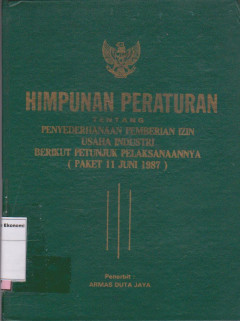 HIMPUNAN PERATURAN
TENTANG
PENYEDERHANAAN PEMBERIAN IZIN
USAHA INDUSTRI
BERIKUT PETUNJUK PELAKSANAANNYA
( PAKET 11 JUNI 1987 )
Penerbit :
ARMAS DUTA JAYA